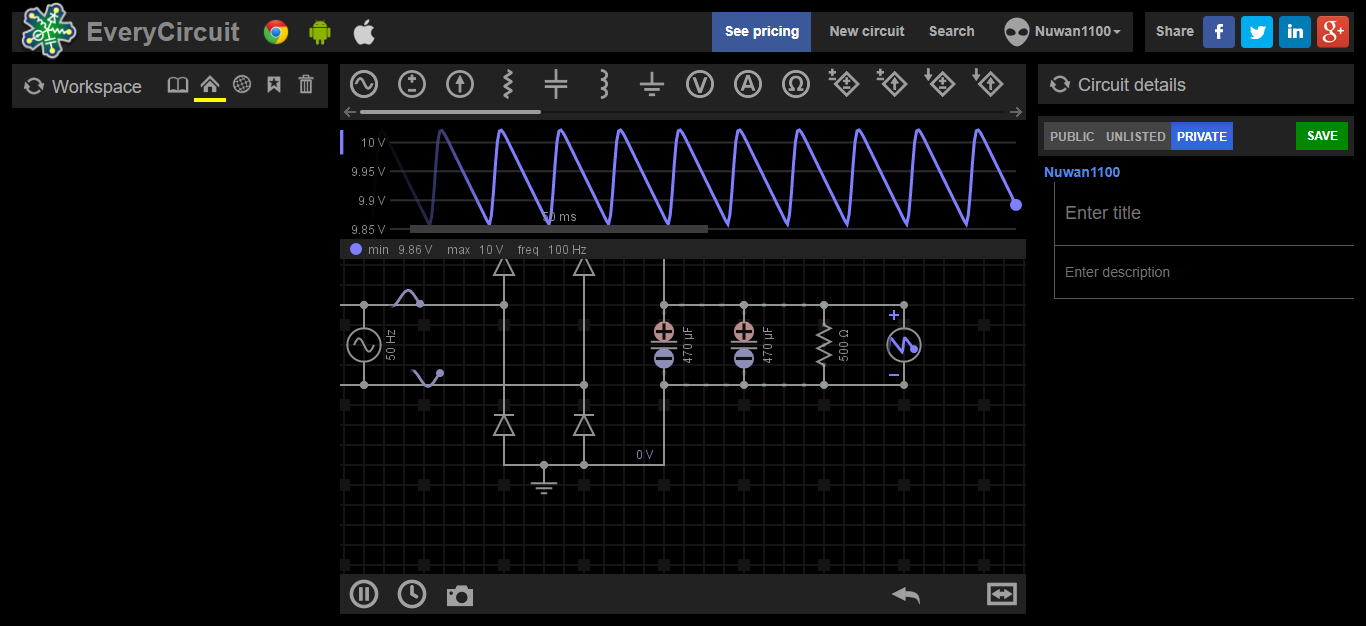 EveryCircuit
See pricing
New circuit
Search
Nuwan1100
Share
Workspace
Circuit details
10 V
9.95 V
9.9 V
9.85 V
50 ms
min 9.86 V max 10 V freq 100 Hz
PUBLIC UNLISTED PRIVATE
SAVE
Nuwan1100
Enter title
Enter description
50 Hz
470 µF
470 µF
500 Ω
0 V